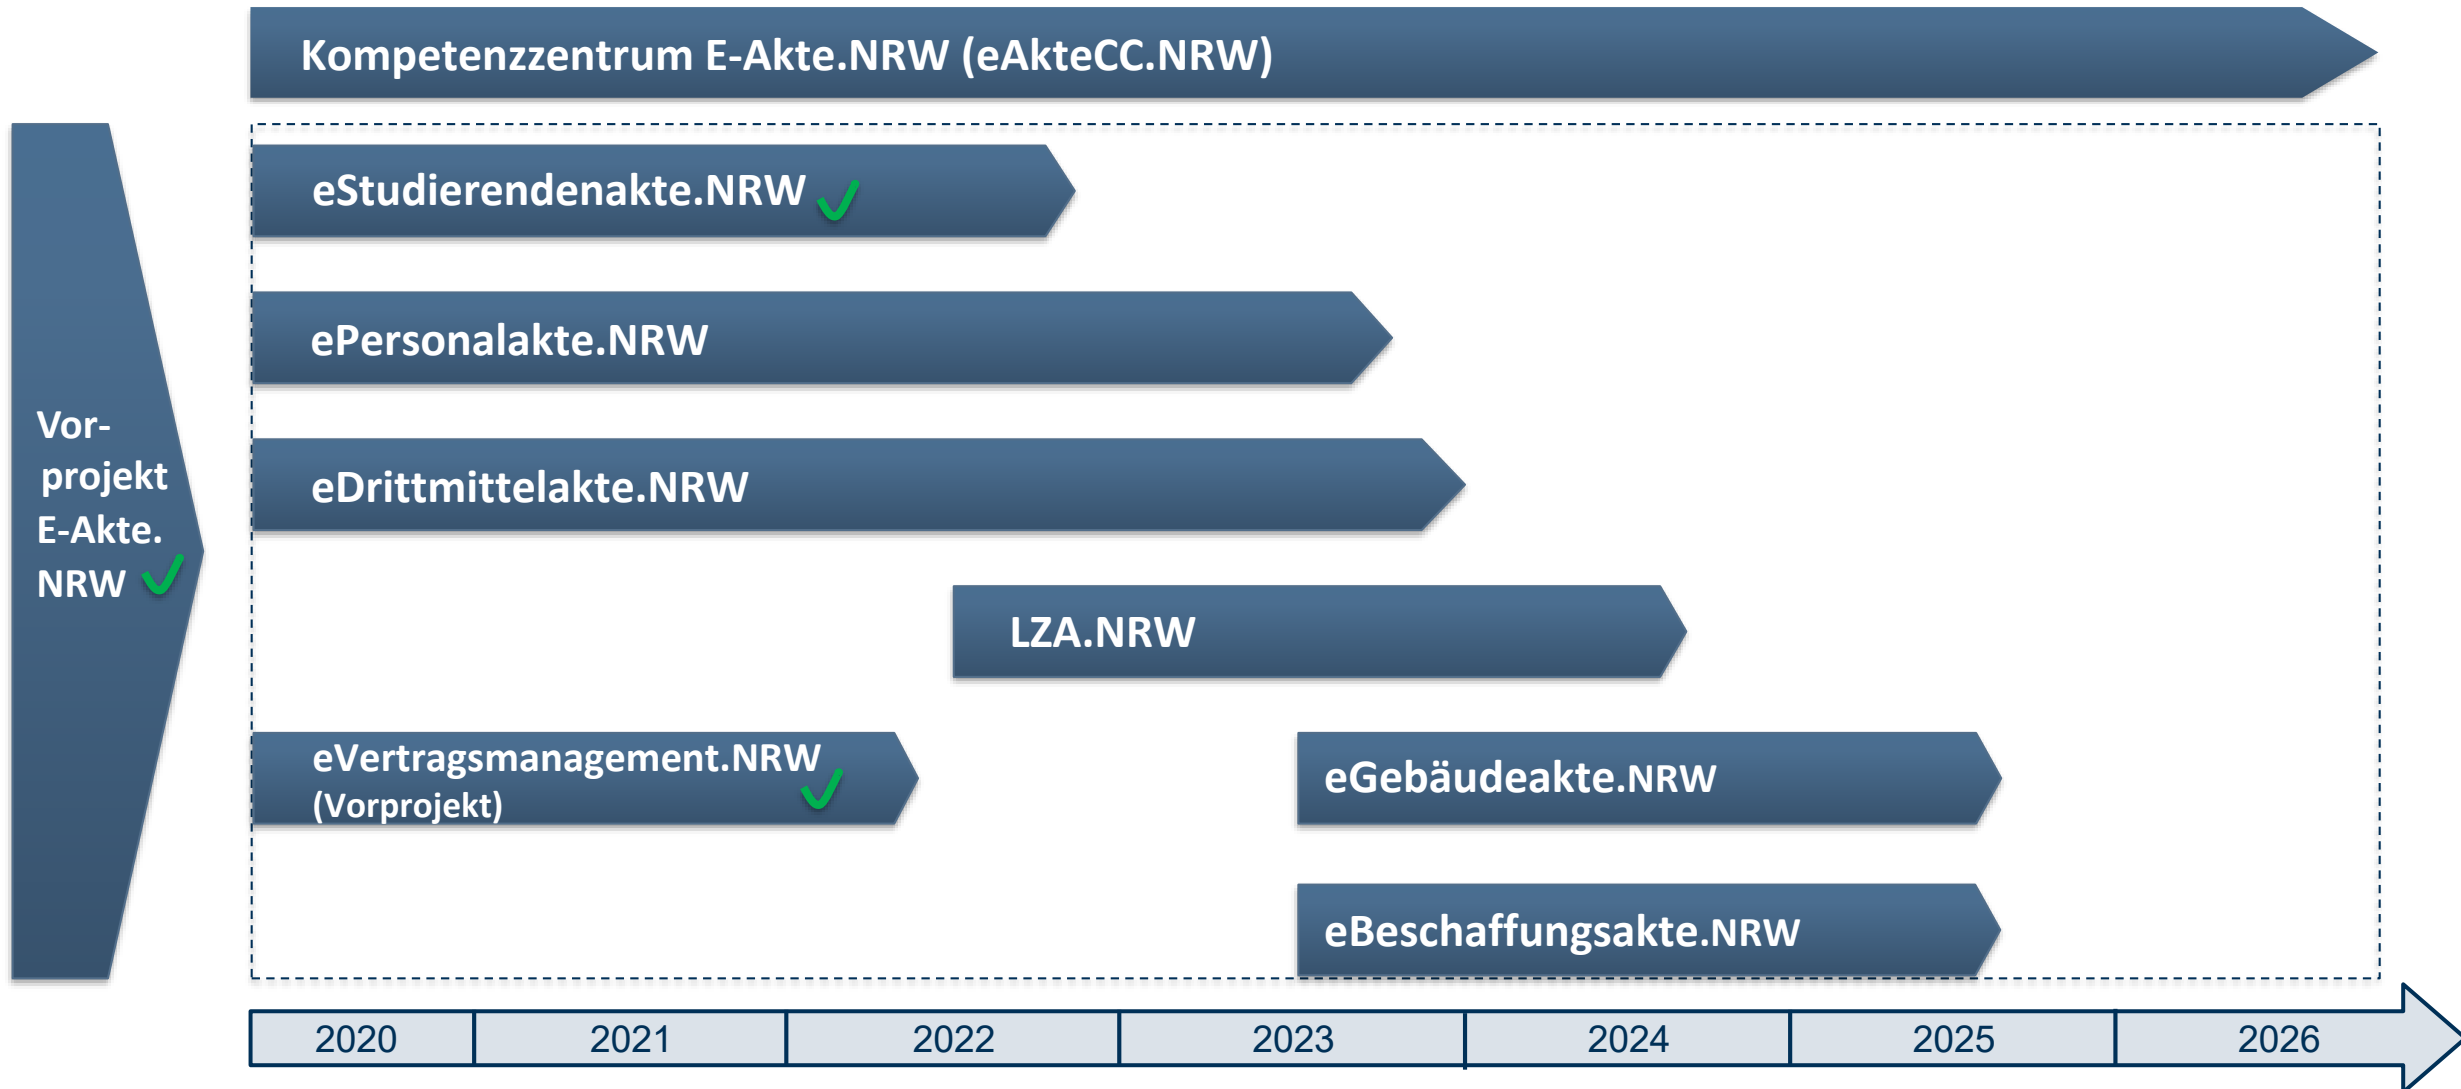 Kompetenzzentrum E-Akte.NRW (eAkteCC.NRW)
Vor-
projekt
E-Akte.
NRW
eStudierendenakte.NRW
ePersonalakte.NRW
eDrittmittelakte.NRW
LZA.NRW
eVertragsmanagement.NRW
(Vorprojekt)
eGebäudeakte.NRW
eBeschaffungsakte.NRW
2020 2021 2022 2023 2024 2025 2026